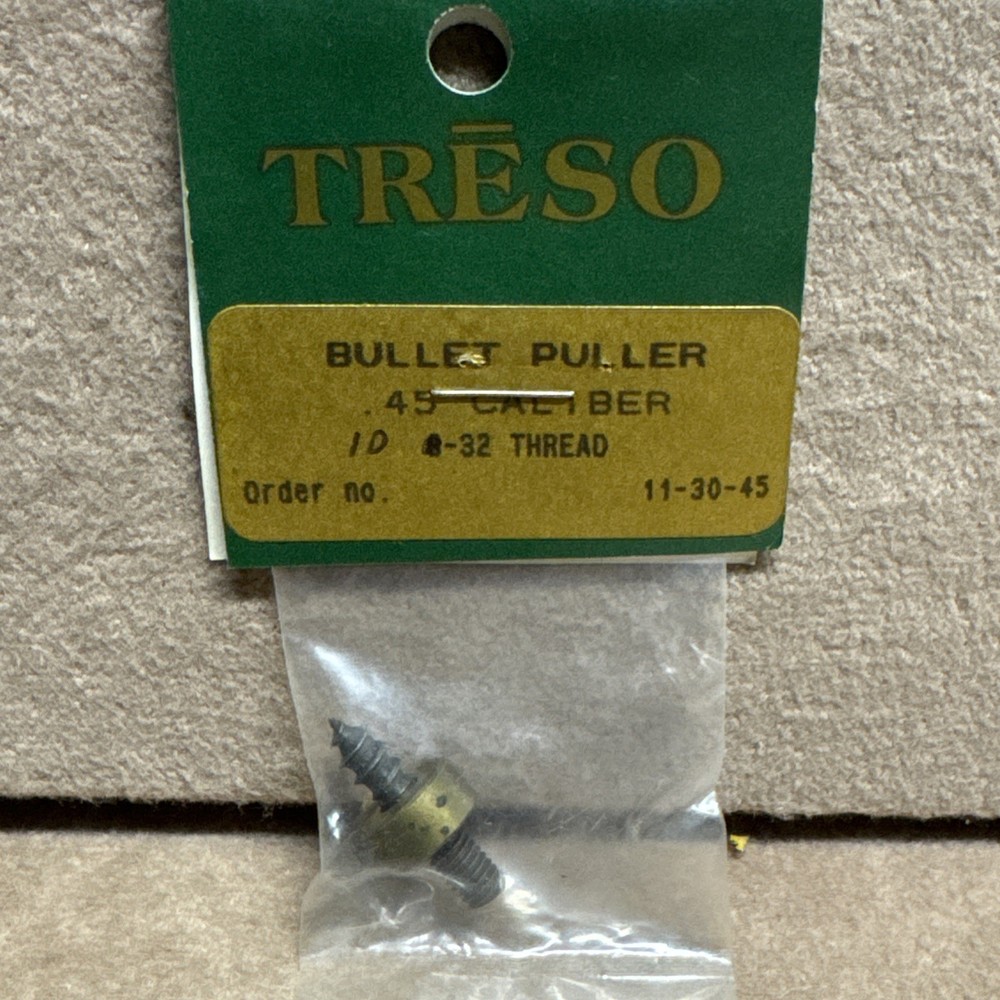 TRĒSO
BULLET PULLER
.45 CALIBER
10 8-32 THREAD
Order no. 11-30-45